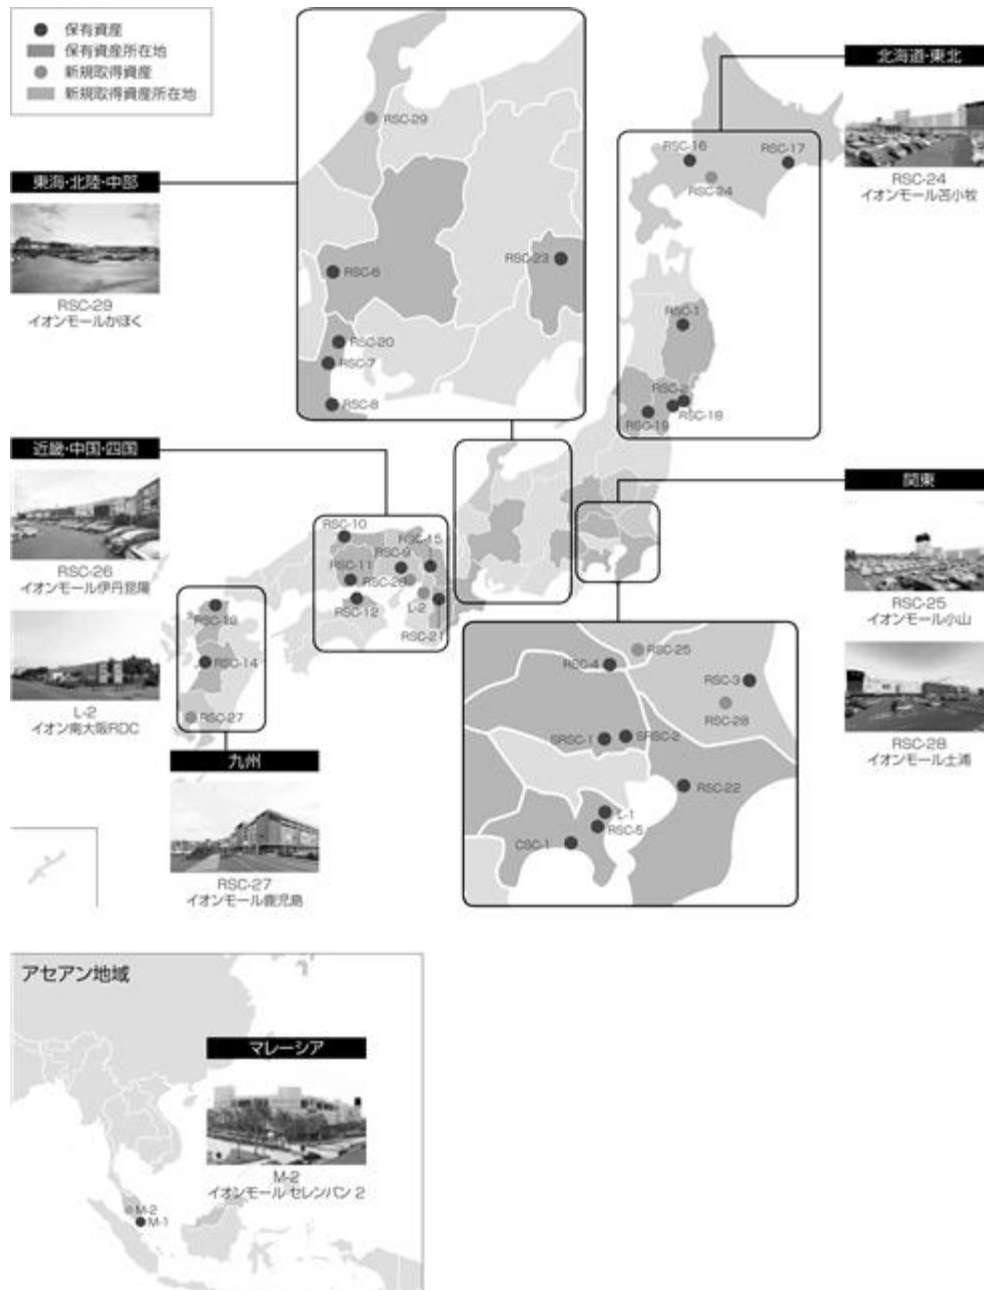 保有資産
保有資産所在地
新規取得資産
新規取得資産所在地
北海道・東北
RSC-24
イオンモール苫小牧
東海・北陸・中部
RSC-29
イオンモールかほく
RSC-29
RSC-6
RSC-23
RSC-20
RSC-7
RSC-8
RSC-16
RSC-17
RSC-24
RSC-1
RSC-2
RSC-18
RSC-19
近畿・中国・四国
RSC-26
イオンモール伊丹昆陽
L-2
イオン南大阪RDC
RSC-10
RSC-15
RSC-9
RSC-11
RSC-12
L-2
RSC-21
関東
RSC-25
イオンモール小山
RSC-28
イオンモール土浦
RSC-14
RSC-27
九州
RSC-27
イオンモール鹿児島
RSC-25
RSC-4
RSC-3
RSC-28
SRSC-1
SRSC-2
RSC-22
L-1
RSC-5
CSC-1
アセアン地域
マレーシア
M-2
イオンモール セレンバン 2
M-2
M-1